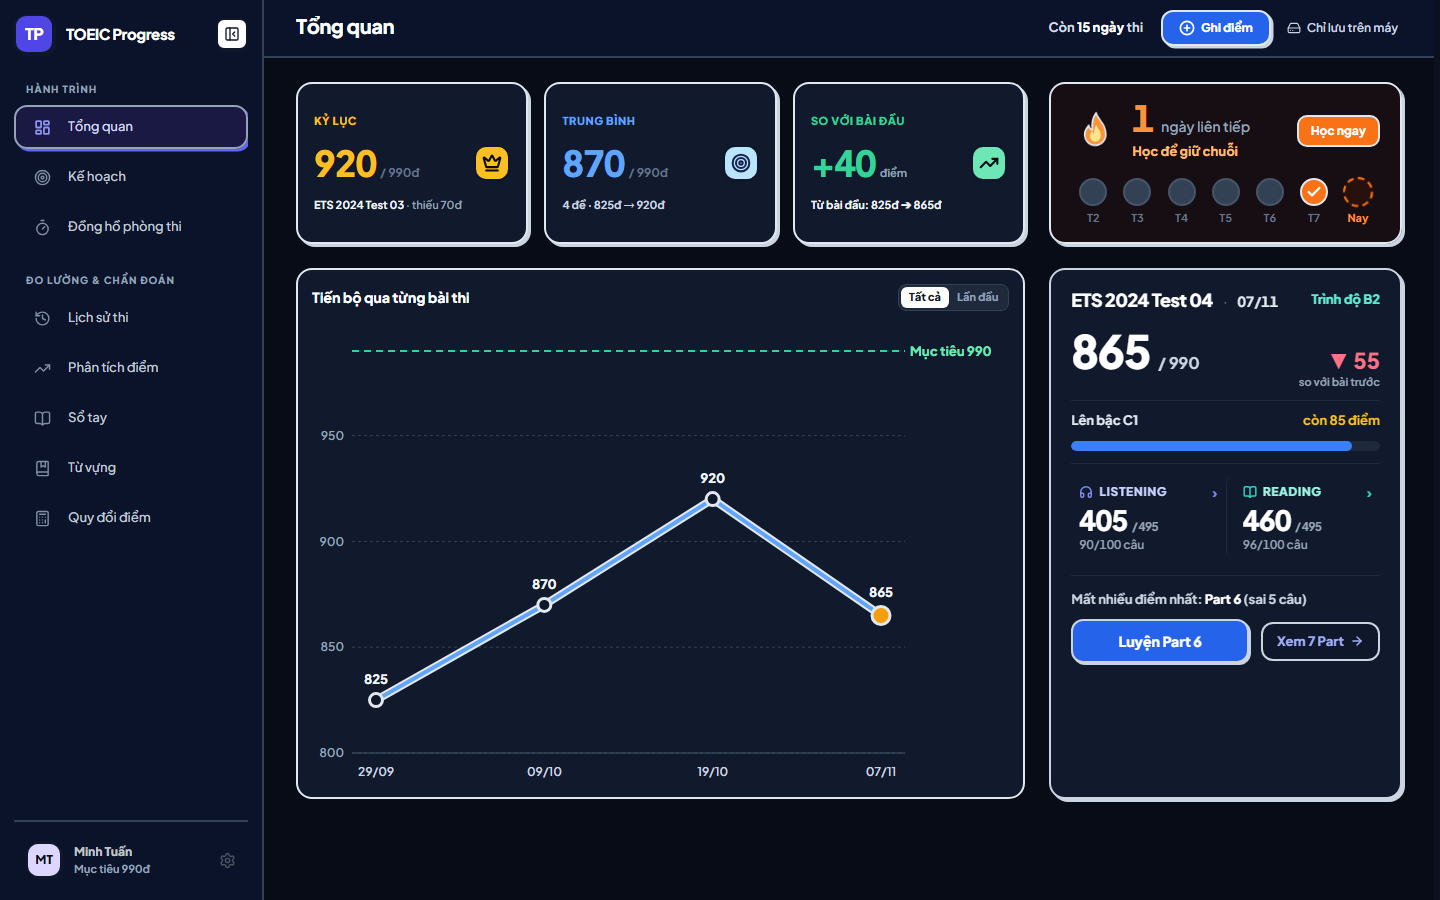 TP
TOEIC Progress
HÀNH TRÌNH
Tổng quan
Kế hoạch
Đồng hồ phòng thi
ĐO LƯỜNG & CHẨN ĐOÁN
Lịch sử thi
Phân tích điểm
Sổ tay
Từ vựng
Quy đổi điểm
MT
Minh Tuấn
Mục tiêu 990đ
Tổng quan
Còn 15 ngày thi
Ghi điểm
Chỉ lưu trên máy
KỶ LỤC
920 / 990đ
ETS 2024 Test 03 · thiếu 70đ
TRUNG BÌNH
870 / 990đ
4 đề · 825đ → 920đ
SO VỚI BÀI ĐẦU
+40 điểm
Từ bài đầu: 825đ ➔ 865đ
1 ngày liên tiếp
Học để giữ chuỗi
Học ngay
T2 T3 T4 T5 T6 T7 Nay
Tiến bộ qua từng bài thi
Tất cả
Lần đầu
Mục tiêu 990
950
900
850
800
825
870
920
865
29/09 09/10 19/10 07/11
ETS 2024 Test 04 · 07/11
Trình độ B2
865 / 990
▼ 55
so với bài trước
Lên bậc C1
còn 85 điểm
LISTENING ›
405 /495
90/100 câu
READING ›
460 /495
96/100 câu
Mất nhiều điểm nhất: Part 6 (sai 5 câu)
Luyện Part 6
Xem 7 Part →